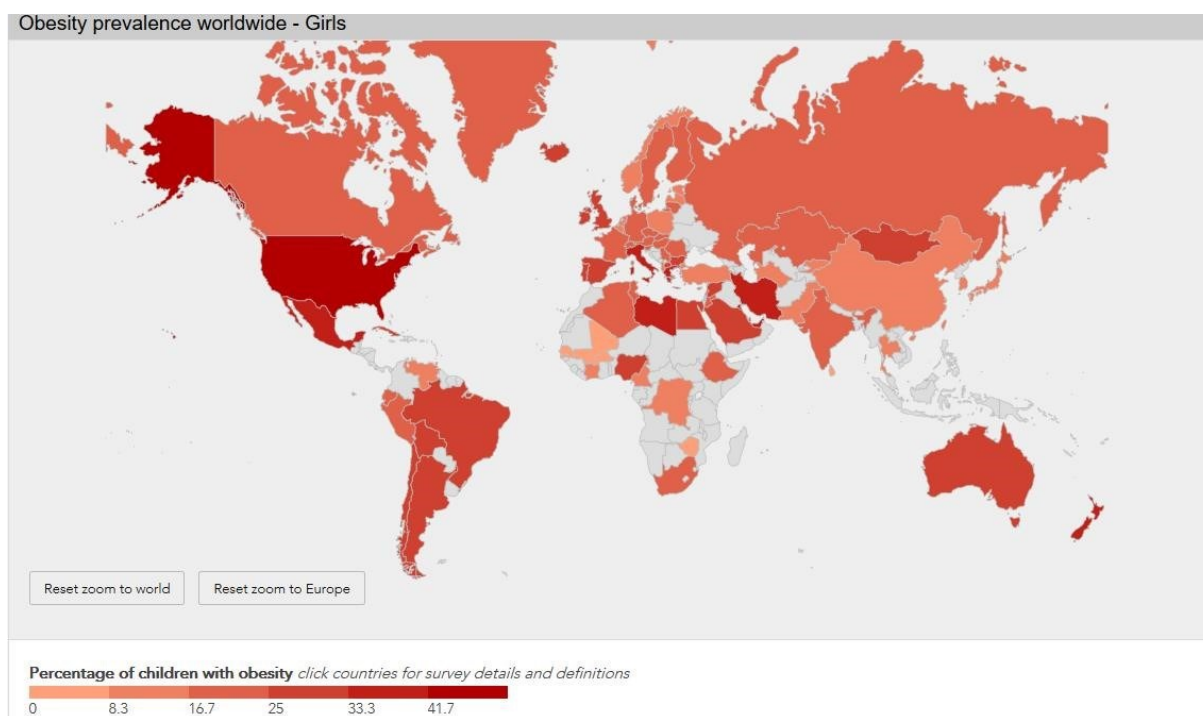 Obesity prevalence worldwide - Girls
Reset zoom to world Reset zoom to Europe
Percentage of children with obesity click countries for survey details and definitions
0 8.3 16.7 25 33.3 41.7